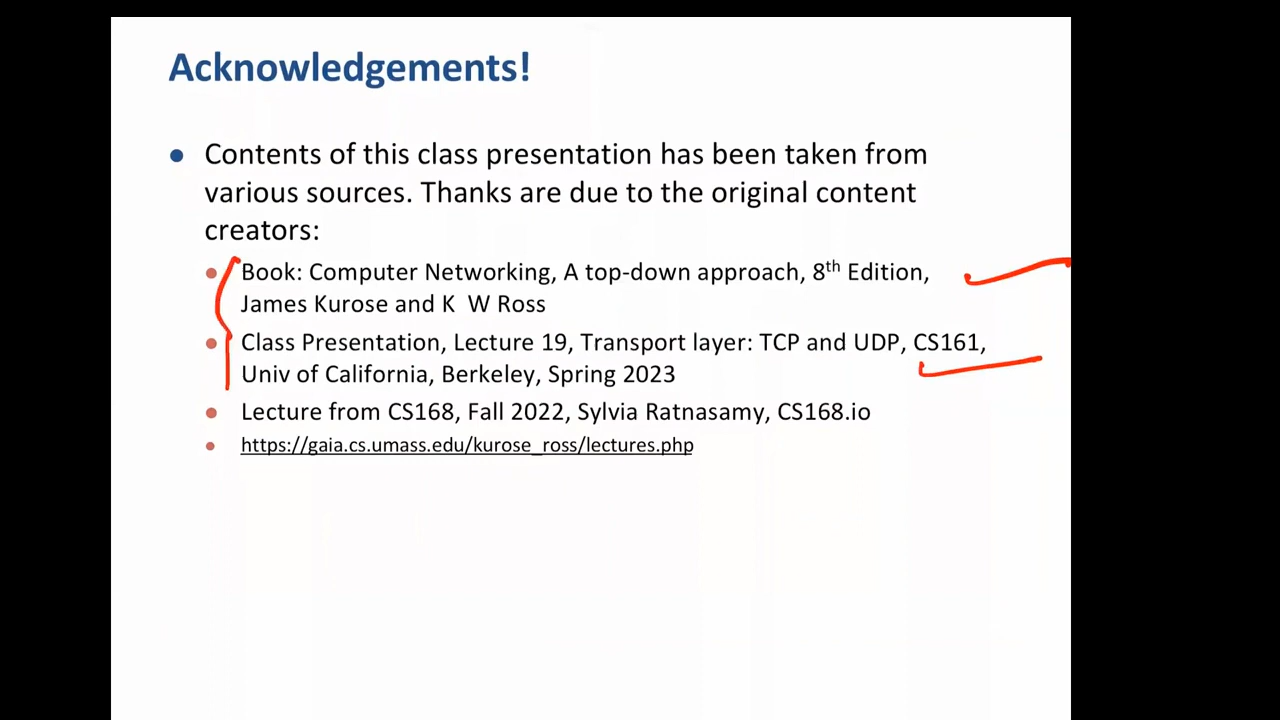 Acknowledgements!
● Contents of this class presentation has been taken from
various sources. Thanks are due to the original content
creators:
● Book: Computer Networking, A top-down approach, 8th Edition,
James Kurose and K W Ross
● Class Presentation, Lecture 19, Transport layer: TCP and UDP, CS161,
Univ of California, Berkeley, Spring 2023
● Lecture from CS168, Fall 2022, Sylvia Ratnasamy, CS168.io
● https://gaia.cs.umass.edu/kurose_ross/lectures.php